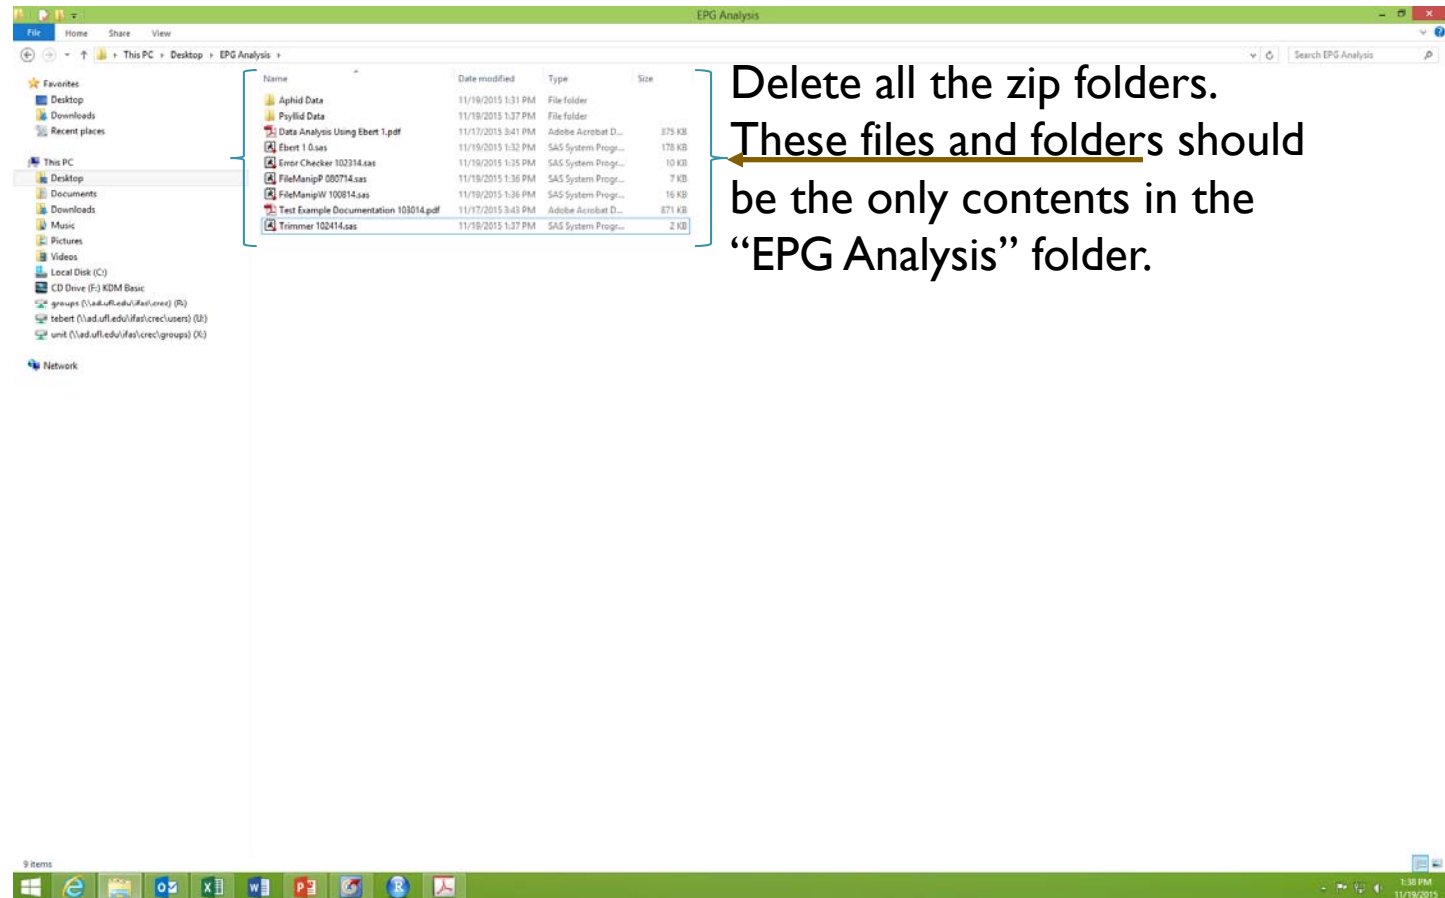 EPG Analysis
File Home Share View
This PC Desktop EPG Analysis
Search EPG Analysis
Favorites
Desktop
Downloads
Recent places
This PC
Desktop
Documents
Downloads
Music
Pictures
Videos
Local Disk (C:)
CD Drive (F:) KDM Basic
groups (\\ad.ufl.edu\ifas\crec) (R:)
tebert (\\ad.ufl.edu\ifas\crec\users) (U:)
unit (\\ad.ufl.edu\ifas\crec\groups) (X:)
Network
Name Date modified Type Size
Aphid Data 11/19/2015 1:31 PM File folder
Psyllid Data 11/19/2015 1:37 PM File folder
Data Analysis Using Ebert 1.pdf 11/17/2015 3:41 PM Adobe Acrobat D... 375 KB
Ebert 1 0.sas 11/19/2015 1:32 PM SAS System Progr... 178 KB
Error Checker 102314.sas 11/19/2015 1:35 PM SAS System Progr... 10 KB
FileManipP 080714.sas 11/19/2015 1:36 PM SAS System Progr... 7 KB
FileManipW 100814.sas 11/19/2015 1:36 PM SAS System Progr... 16 KB
Test Example Documentation 103014.pdf 11/17/2015 3:43 PM Adobe Acrobat D... 871 KB
Trimmer 102414.sas 11/19/2015 1:37 PM SAS System Progr... 2 KB
Delete all the zip folders.
These files and folders should
be the only contents in the
“EPG Analysis” folder.
9 items
1:38 PM
11/19/2015